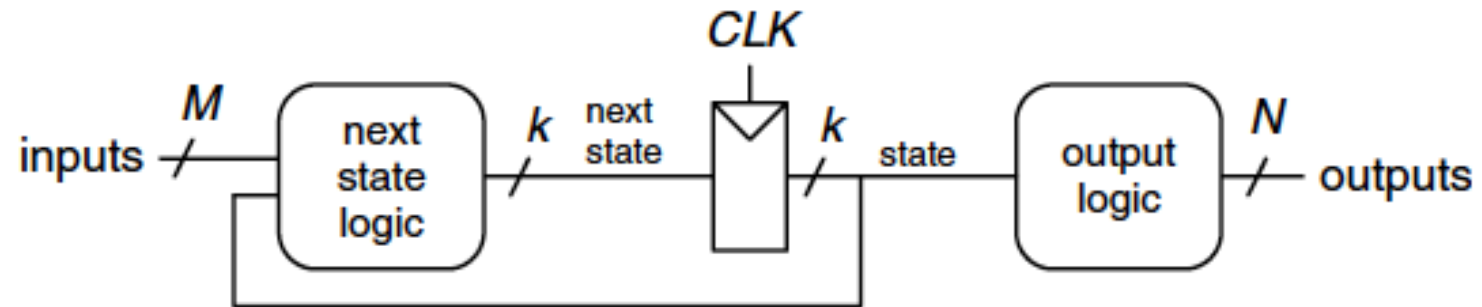 CLK
M
next
state
logic
k
next
state
k
state
output
logic
N
inputs
outputs